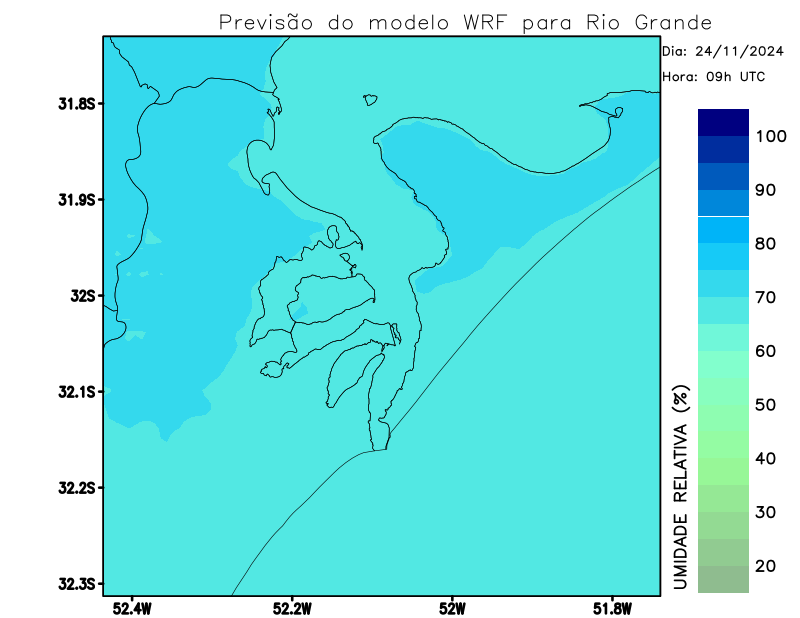 Previsão do modelo WRF para Rio Grande
Dia: 24/11/2024
Hora: 09h UTC
31.8S
31.9S
32S
32.1S
32.2S
32.3S
52.4W
52.2W
52W
51.8W
UMIDADE RELATIVA (%)
100
90
80
70
60
50
40
30
20